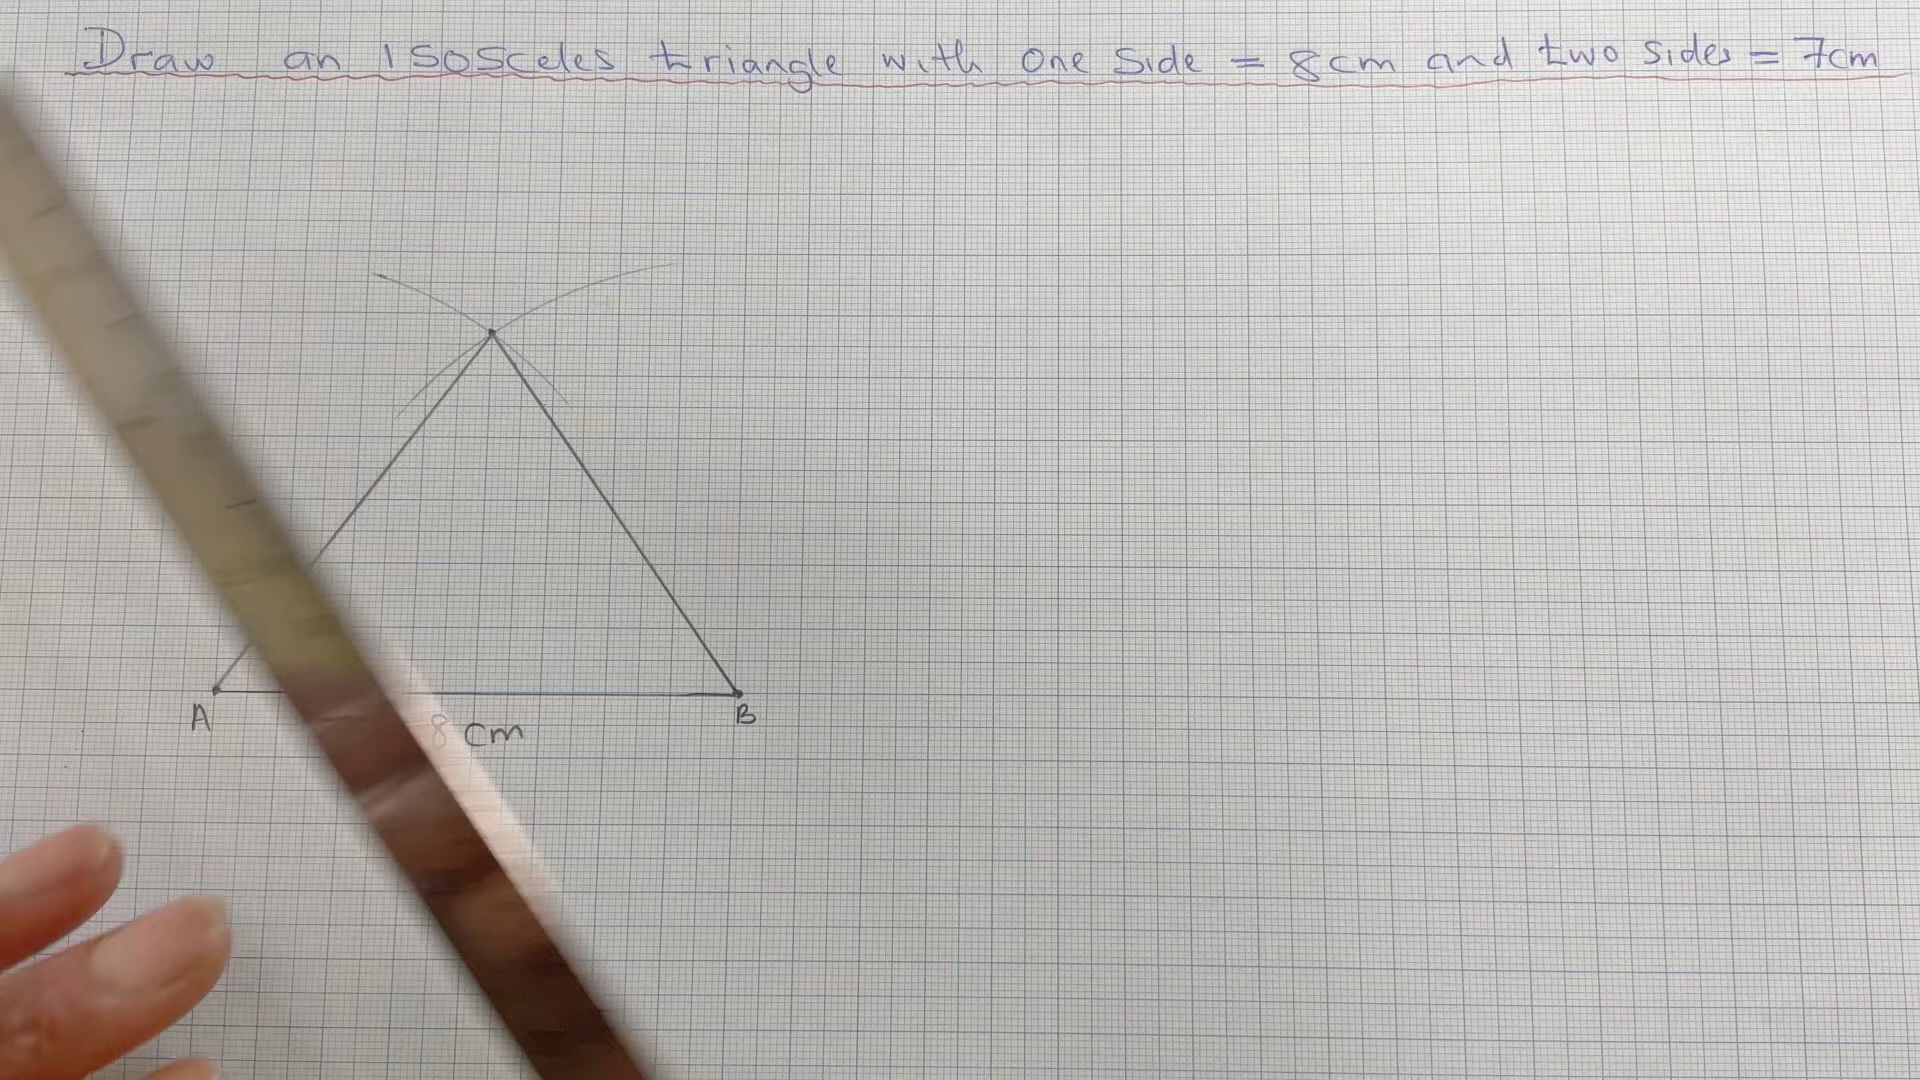 Draw an isosceles triangle with one side = 8cm and two sides = 7cm
A
B
8 cm